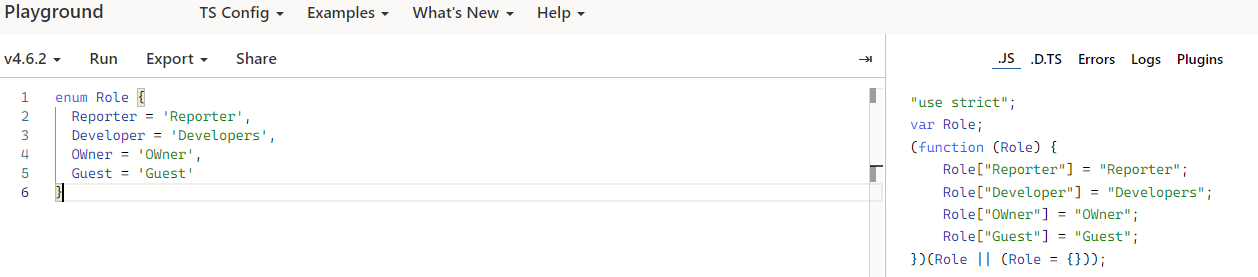 Playground TS Config Examples What's New Help
v4.6.2 Run Export Share
.JS .D.TS Errors Logs Plugins
1 enum Role {
2 Reporter = 'Reporter',
3 Developer = 'Developers',
4 OWner = 'OWner',
5 Guest = 'Guest'
6 }
"use strict";
var Role;
(function (Role) {
    Role["Reporter"] = "Reporter";
    Role["Developer"] = "Developers";
    Role["OWner"] = "OWner";
    Role["Guest"] = "Guest";
})(Role || (Role = {}));